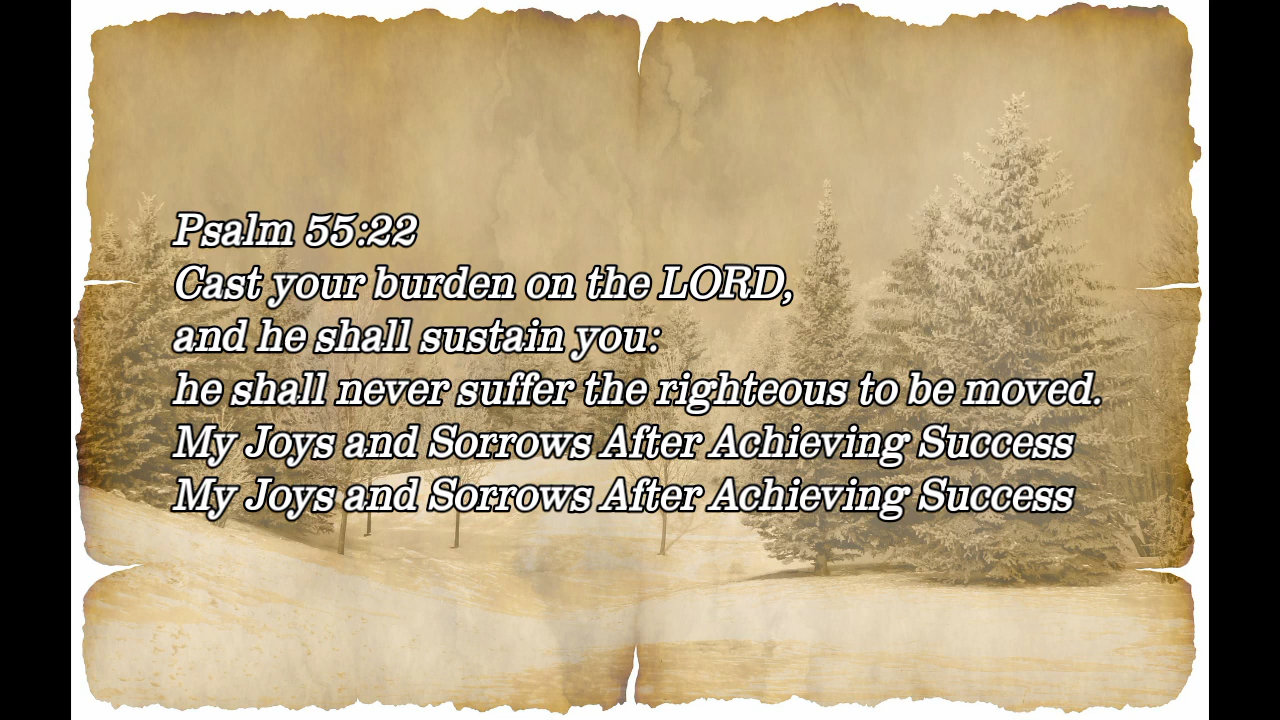 Psalm 55:22
Cast your burden on the LORD,
and he shall sustain you:
he shall never suffer the righteous to be moved.
My Joys and Sorrows After Achieving Success
My Joys and Sorrows After Achieving Success